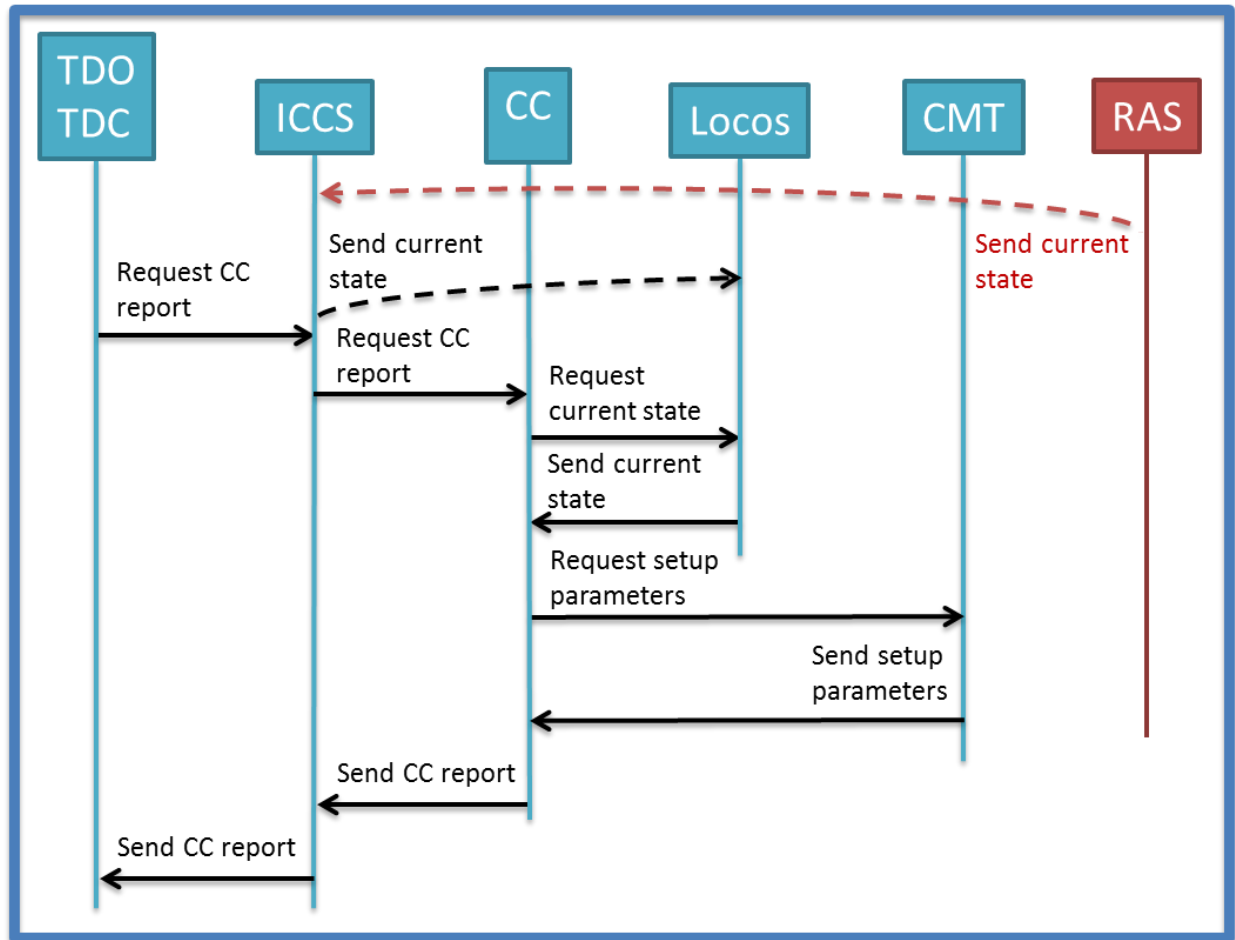 TDO
TDC
ICCS
CC
Locos
CMT
RAS
Send current
state
Send current
state
Request CC
report
Request CC
report
Request
current state
Send current
state
Request setup
parameters
Send setup
parameters
Send CC report
Send CC report